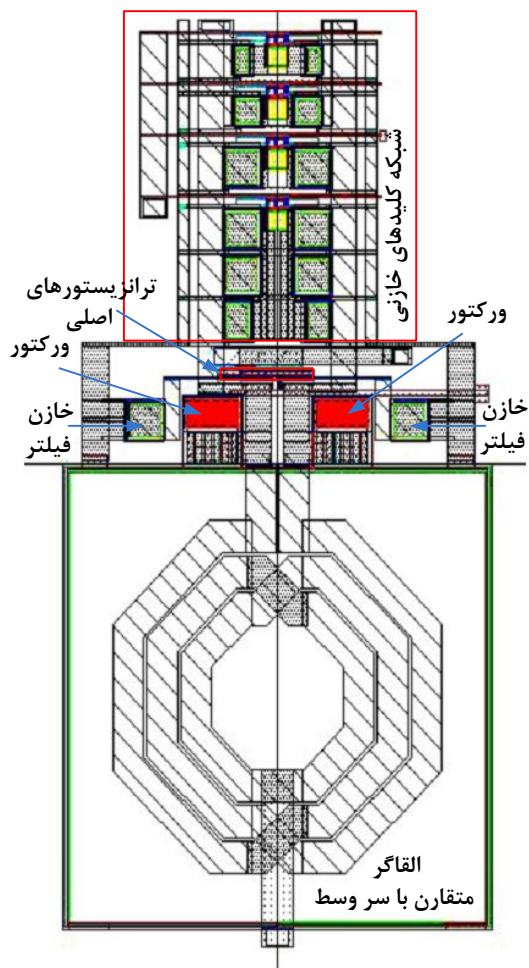 شبکه کلیدهای خازنی
ترانزیستورهای
اصلی
ورکتور
ورکتور
خازن
فیلتر
خازن
فیلتر
القاگر
متقارن با سر وسط